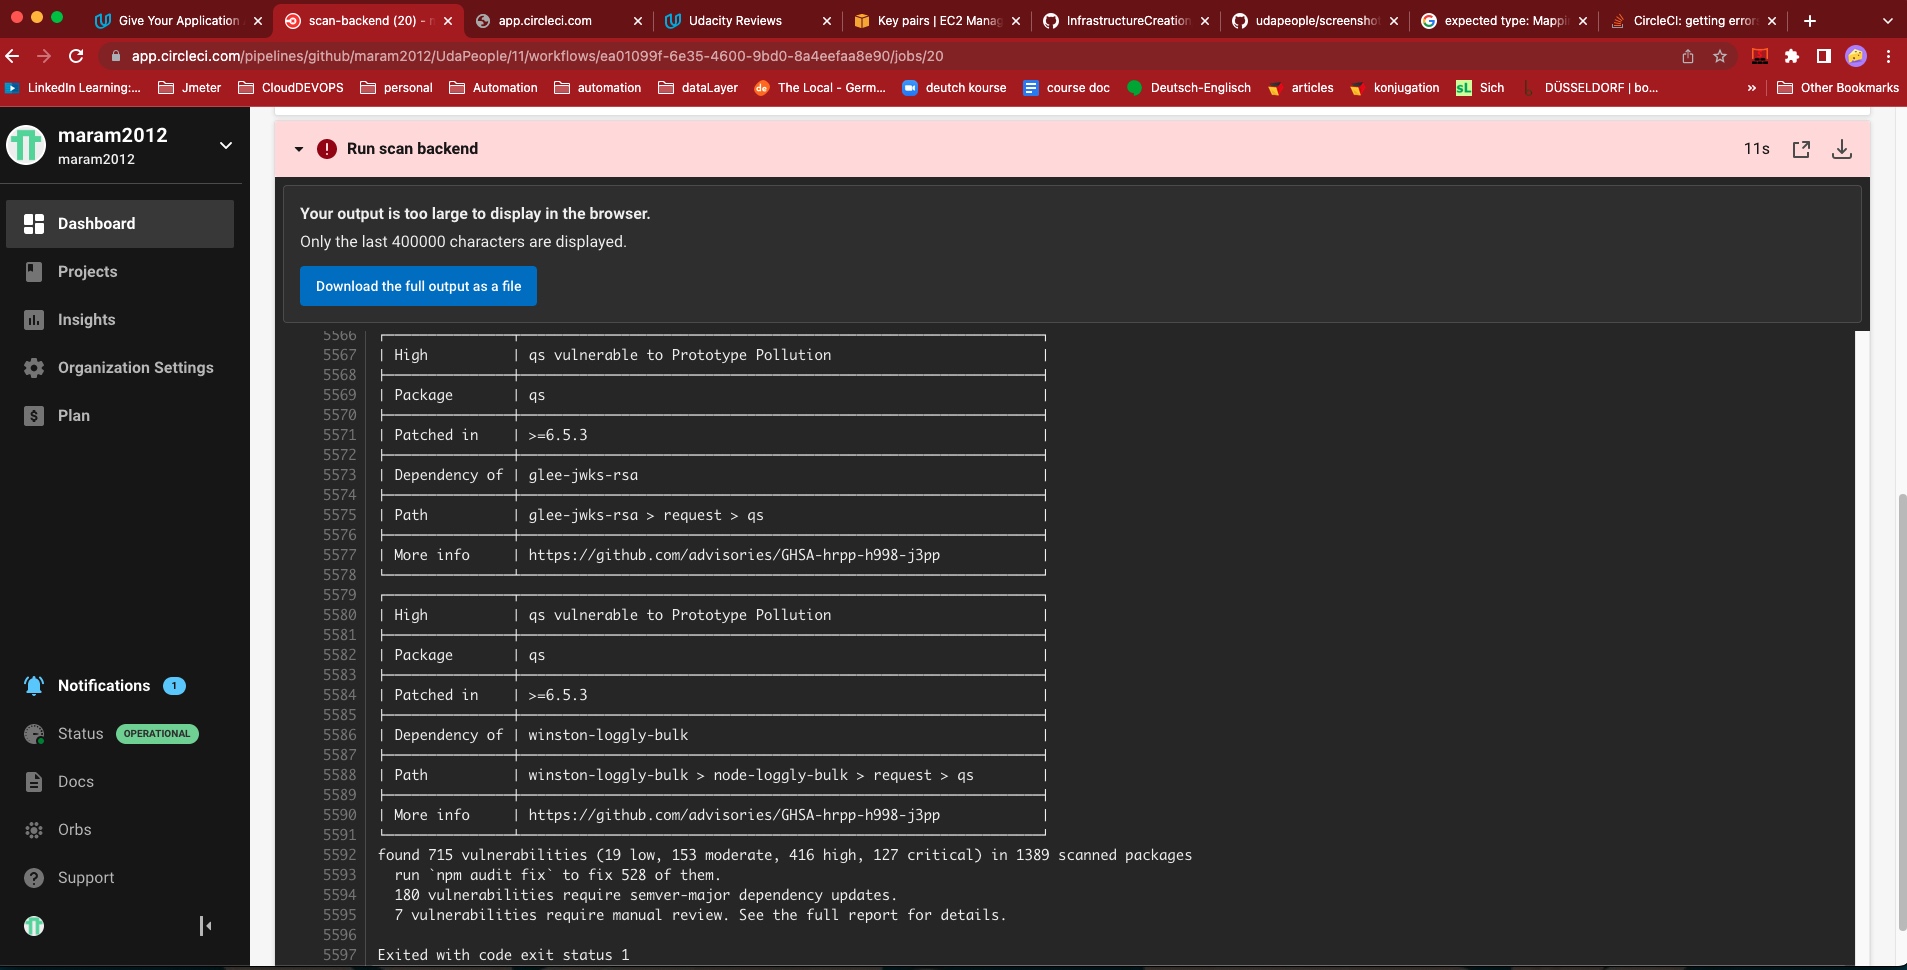 Give Your Application
scan-backend (20) - n
app.circleci.com
Udacity Reviews
Key pairs | EC2 Manag
InfrastructureCreation
udapeople/screenshot
expected type: Mappi
CircleCI: getting error
app.circleci.com/pipelines/github/maram2012/UdaPeople/11/workflows/ea01099f-6e35-4600-9bd0-8a4eefaa8e90/jobs/20
LinkedIn Learning:...
Jmeter
CloudDEVOPS
personal
Automation
automation
dataLayer
The Local - Germ...
deutch kourse
course doc
Deutsch-Englisch
articles
konjugation
Sich
DÜSSELDORF | bo...
»
Other Bookmarks
maram2012
maram2012
Dashboard
Projects
Insights
Organization Settings
Plan
Notifications 1
Status OPERATIONAL
Docs
Orbs
Support
Run scan backend
11s
Your output is too large to display in the browser.
Only the last 400000 characters are displayed.
Download the full output as a file
5566
5567 | High | qs vulnerable to Prototype Pollution |
5568
5569 | Package | qs |
5570
5571 | Patched in | >=6.5.3 |
5572
5573 | Dependency of | glee-jwks-rsa |
5574
5575 | Path | glee-jwks-rsa > request > qs |
5576
5577 | More info | https://github.com/advisories/GHSA-hrpp-h998-j3pp |
5578
5579
5580 | High | qs vulnerable to Prototype Pollution |
5581
5582 | Package | qs |
5583
5584 | Patched in | >=6.5.3 |
5585
5586 | Dependency of | winston-loggly-bulk |
5587
5588 | Path | winston-loggly-bulk > node-loggly-bulk > request > qs |
5589
5590 | More info | https://github.com/advisories/GHSA-hrpp-h998-j3pp |
5591
5592 found 715 vulnerabilities (19 low, 153 moderate, 416 high, 127 critical) in 1389 scanned packages
5593 run `npm audit fix` to fix 528 of them.
5594 180 vulnerabilities require semver-major dependency updates.
5595 7 vulnerabilities require manual review. See the full report for details.
5596
5597 Exited with code exit status 1